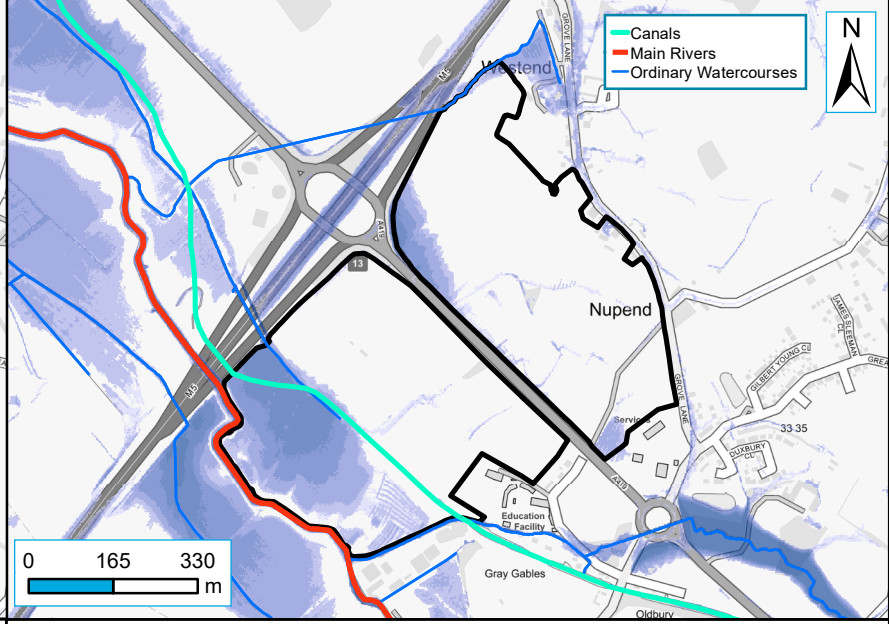 GROVE LANE
Canals
Main Rivers
Ordinary Watercourses
N
M5
Westend
A419
13
Nupend
JAMES SLEEMAN
CL
GILBERT YOUNG CL
GREA
GROVE LANE
M5
Services
33 35
DUXBURY
CL
A419
Education
Facility
0 165 330
m
Gray Gables
Oldbury